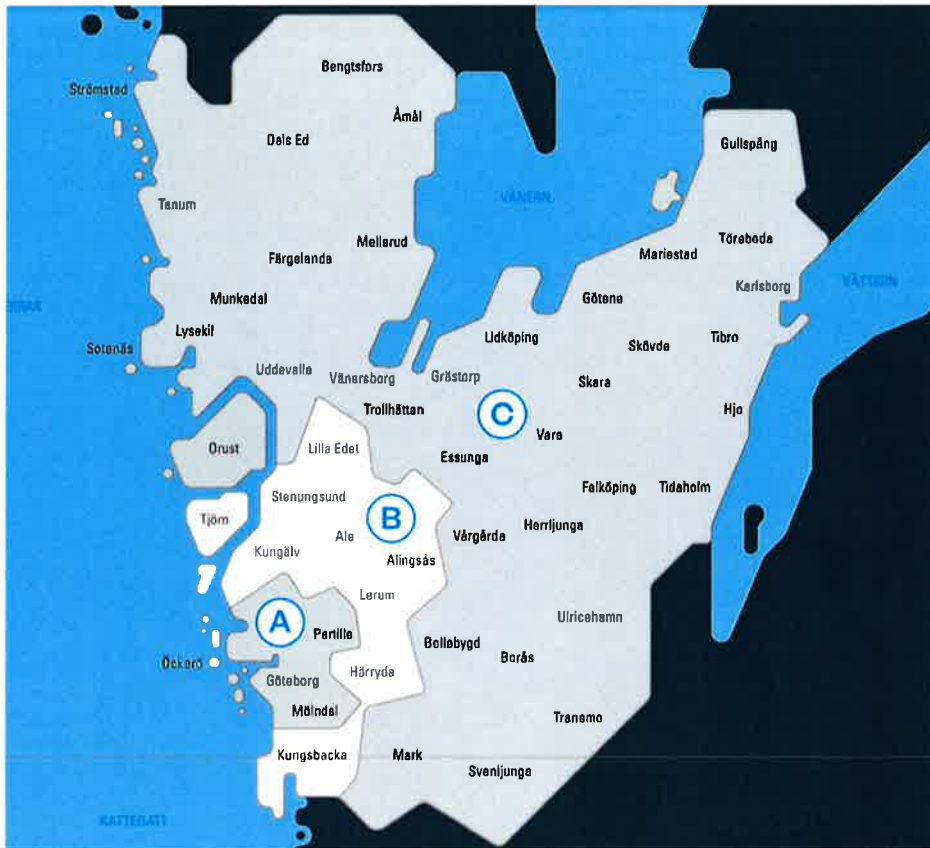 Bengtsfors
Strömstad
Åmål
Dals Ed
Gullspång
VÄNERN
Tanum
Töreboda
Mellerud
Mariestad
Färgelanda
VÄTTERN
Karlsborg
Munkedal
Götene
Lysekil
Lidköping
Tibro
Skövde
Sotenäs
Uddevalla
Vänersborg
Grästorp
Skara
Trollhättan
C
Hjo
Vara
Orust
Lilla Edet
Essunga
Falköping
Tidaholm
Stenungsund
B
Tjörn
Ale
Herrljunga
Vårgårda
Kungälv
Alingsås
Lerum
Ulricehamn
A
Partille
Bollebygd
Borås
Öckerö
Härryda
Göteborg
Mölndal
Tranemo
Kungsbacka
Mark
Svenljunga
KATTEGATT